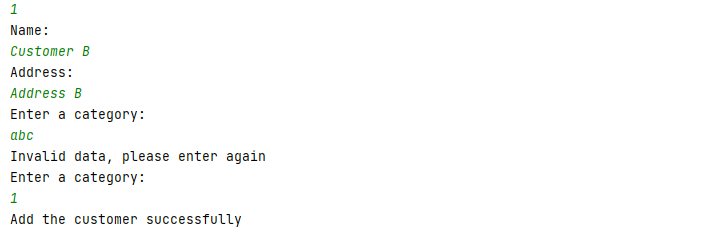 1
Name:
Customer B
Address:
Address B
Enter a category:
abc
Invalid data, please enter again
Enter a category:
1
Add the customer successfully